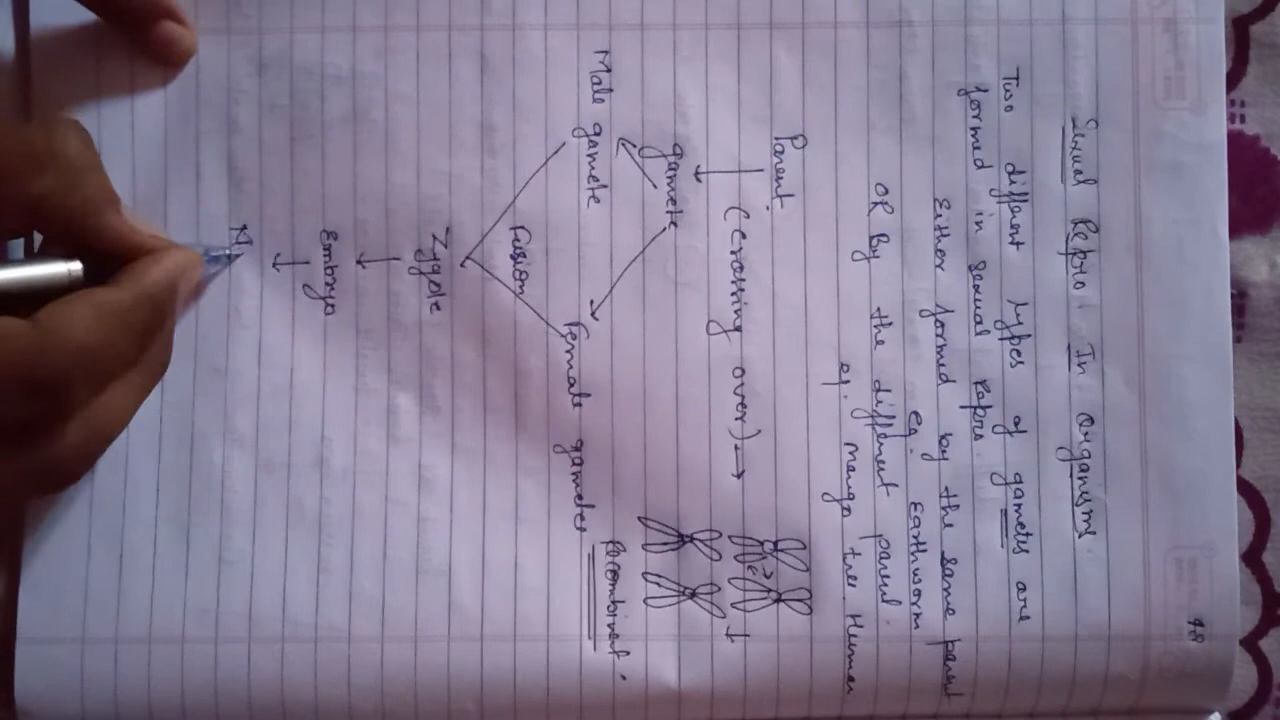 48
Sexual Repro. In organisms.
Two different types of gametes are
formed in sexual repro.
Either formed by the same parent
eg. Earthworm
OR By the different parent.
eg. mango tree Human
Parent.
(crossing over) →
gamete
Male gamete Female gametes
Recombinent.
Fusion
Zygote
Embryo
N